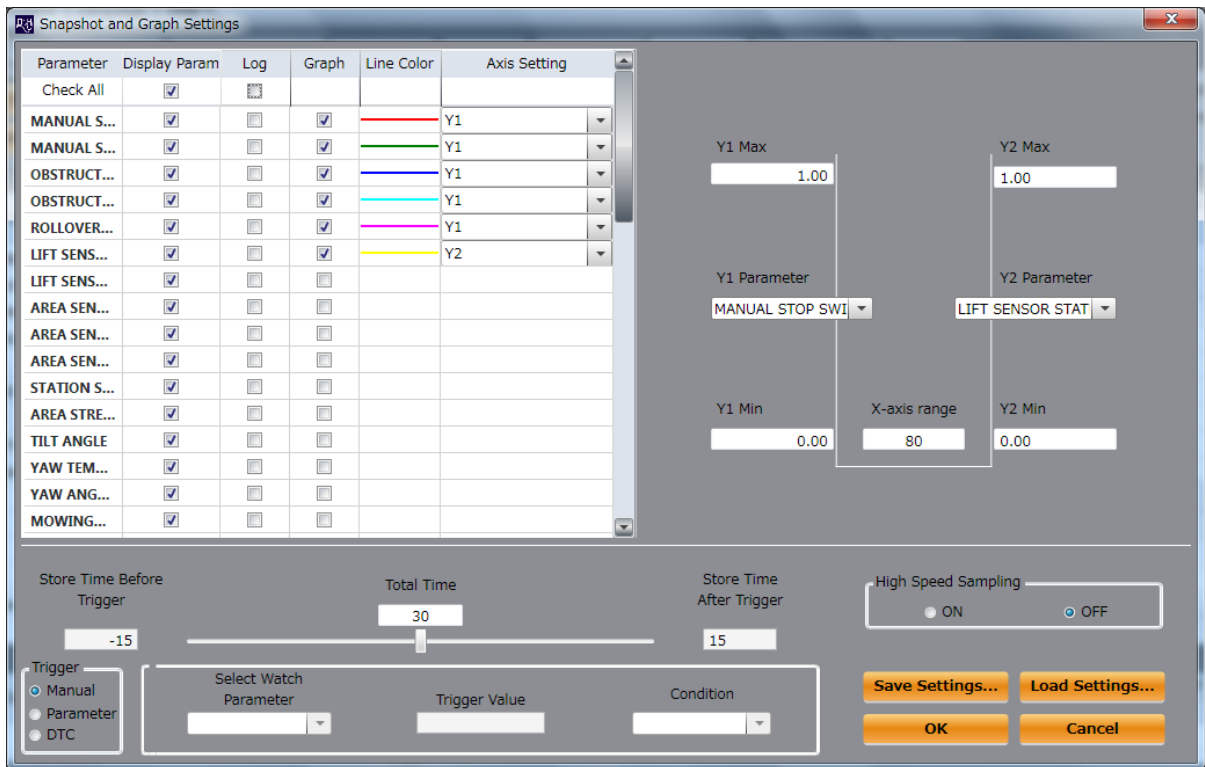 Snapshot and Graph Settings
Parameter Display Param Log Graph Line Color Axis Setting
Check All
MANUAL S... Y1
MANUAL S... Y1
OBSTRUCT... Y1
OBSTRUCT... Y1
ROLLOVER... Y1
LIFT SENS... Y2
LIFT SENS...
AREA SEN...
AREA SEN...
AREA SEN...
STATION S...
AREA STRE...
TILT ANGLE
YAW TEM...
YAW ANG...
MOWING...
Y1 Max Y2 Max
1.00 1.00
Y1 Parameter Y2 Parameter
MANUAL STOP SWI LIFT SENSOR STAT
Y1 Min X-axis range Y2 Min
0.00 80 0.00
Store Time Before
Trigger
-15
Total Time
30
Store Time
After Trigger
15
High Speed Sampling
ON OFF
Trigger
Manual
Parameter
DTC
Select Watch
Parameter
Trigger Value
Condition
Save Settings... Load Settings...
OK Cancel